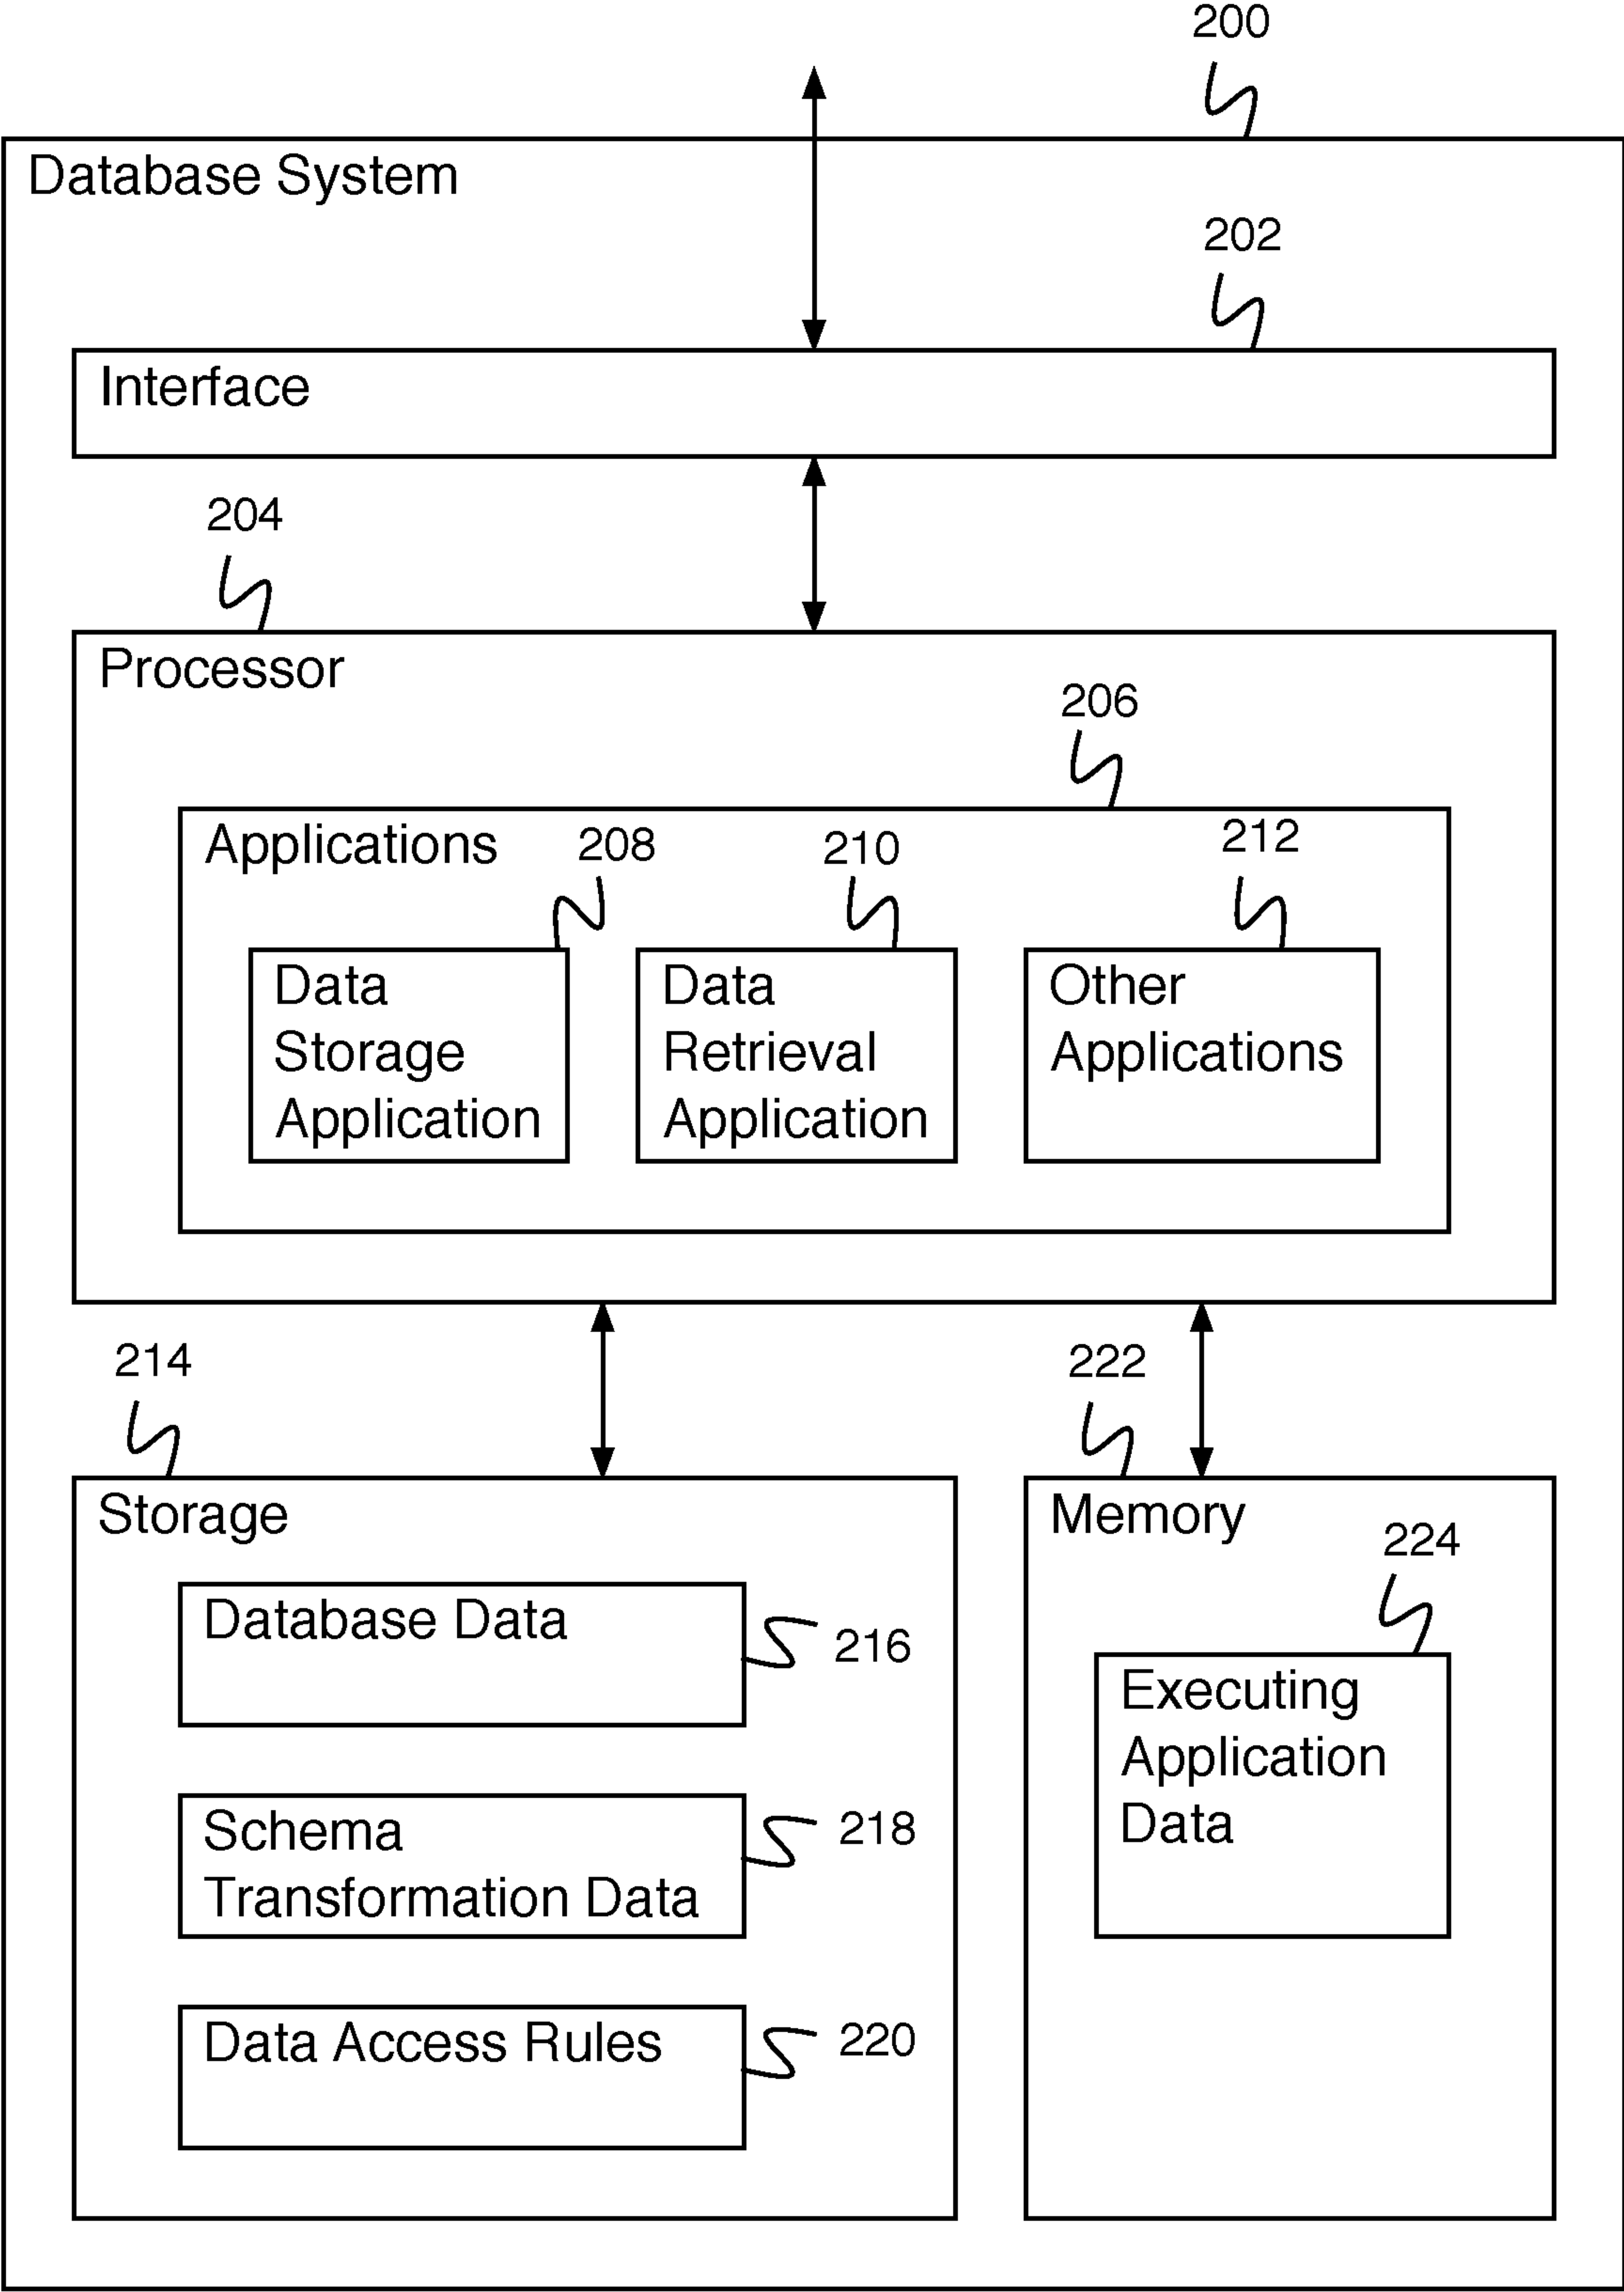 200
Database System
202
Interface
204
Processor
206
Applications
208
210
212
Data
Storage
Application
Data
Retrieval
Application
Other
Applications
214
222
Storage
Memory
224
Database Data
216
Schema
Transformation Data
218
Data Access Rules
220
Executing
Application
Data